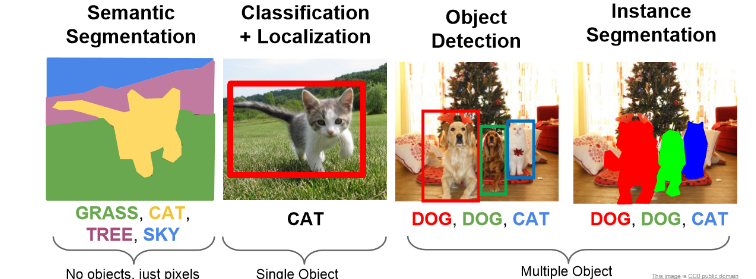 Semantic
Segmentation
Classification
+ Localization
Object
Detection
Instance
Segmentation
GRASS, CAT,
TREE, SKY
CAT
DOG, DOG, CAT
DOG, DOG, CAT
No objects, just pixels
Single Object
Multiple Object
This image is CC0 public domain